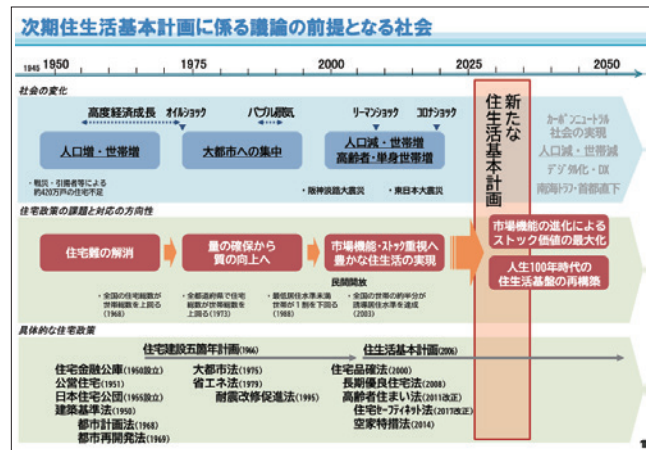 次期住生活基本計画に係る議論の前提となる社会
1945 1950 1975 2000 2025 2050
社会の変化
高度経済成長 オイルショック バブル景気 リーマンショック コロナショック
人口増・世帯増
大都市への集中
人口減・世帯増
高齢者・単身世帯増
・戦災・引揚者等による
約420万戸の住宅不足
・阪神淡路大震災 ・東日本大震災
新たな
住生活基本計画
カーボンニュートラル
社会の実現
人口減・世帯減
デジタル化・DX
南海トラフ・首都直下
住宅政策の課題と対応の方向性
住宅難の解消
量の確保から
質の向上へ
市場機能・ストック重視へ
豊かな住生活の実現
市場機能の進化による
ストック価値の最大化
人生100年時代の
住生活基盤の再構築
民間開放
・全国の住宅総数が
世帯総数を上回る
(1968)
・全都道府県で住宅
総数が世帯総数を
上回る(1973)
・最低居住水準未満
世帯が1割を下回る
(1988)
・全国の世帯の約半分が
誘導居住水準を達成
(2003)
具体的な住宅政策
住宅建設五箇年計画(1966)
住生活基本計画(2006)
住宅金融公庫(1950設立)
公営住宅(1951)
日本住宅公団(1955設立)
建築基準法(1950)
都市計画法(1968)
都市再開発法(1969)
大都市法(1975)
省エネ法(1979)
耐震改修促進法(1995)
住宅品確法(2000)
長期優良住宅法(2008)
高齢者住まい法(2011改正)
住宅セーフティネット法(2017改正)
空家特措法(2014)